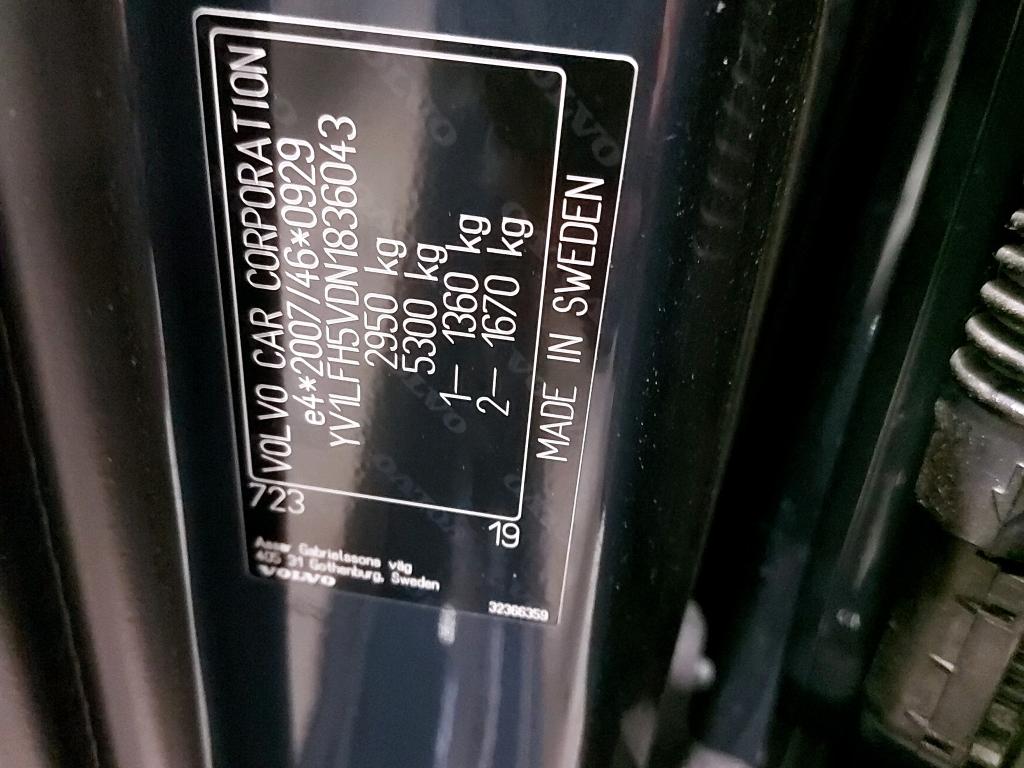 VOLVO CAR CORPORATION
e4*2007/46*0929
YV1LFH5VDN1836043
2950 kg
5300 kg
1— 1360 kg
2— 1670 kg
MADE IN SWEDEN
723
19
Assar Gabrielssons väg
405 31 Gothenburg, Sweden
VOLVO
32366359